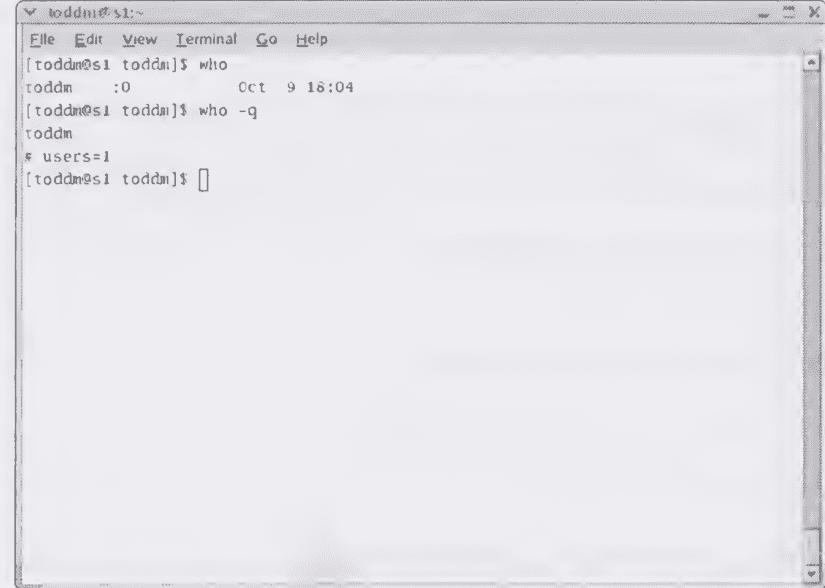 toddm@s1:~
File Edit View Terminal Go Help
[toddm@s1 toddm]$ who
toddm :0 Oct 9 18:04
[toddm@s1 toddm]$ who -q
toddm
# users=1
[toddm@s1 toddm]$